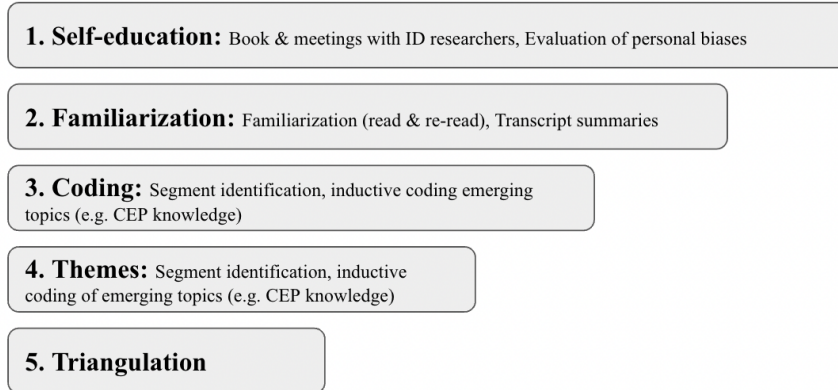 1. Self-education: Book & meetings with ID researchers, Evaluation of personal biases
2. Familiarization: Familiarization (read & re-read), Transcript summaries
3. Coding: Segment identification, inductive coding emerging
topics (e.g. CEP knowledge)
4. Themes: Segment identification, inductive
coding of emerging topics (e.g. CEP knowledge)
5. Triangulation